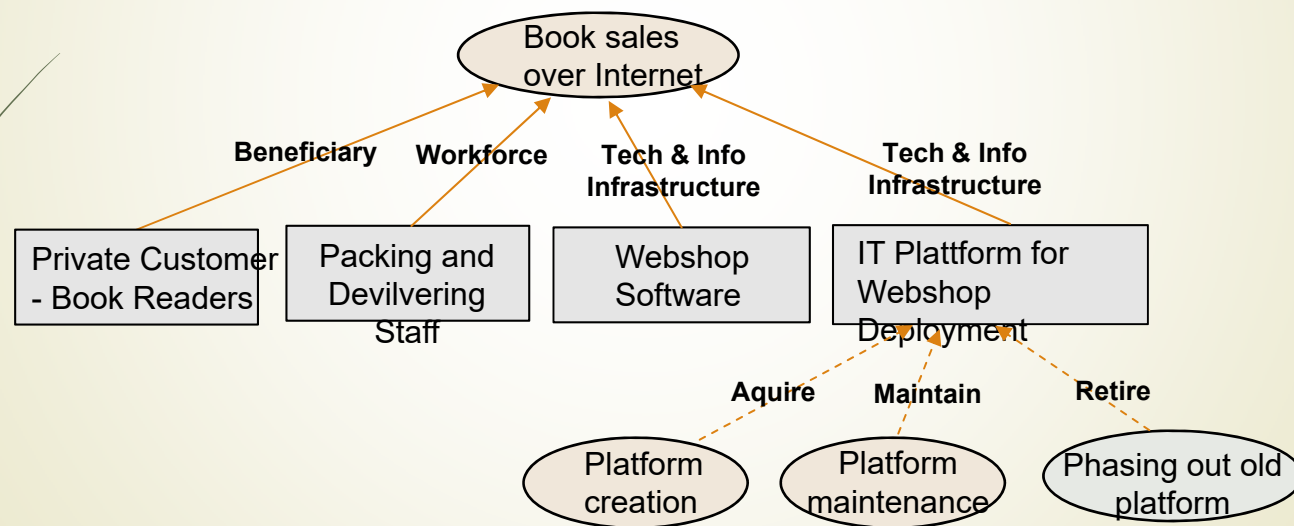 Book sales
over Internet
Beneficiary
Workforce
Tech & Info
Infrastructure
Tech & Info
Infrastructure
Private Customer
- Book Readers
Packing and
Devilvering
Staff
Webshop
Software
IT Plattform for
Webshop
Deployment
Aquire
Maintain
Retire
Platform
creation
Platform
maintenance
Phasing out old
platform